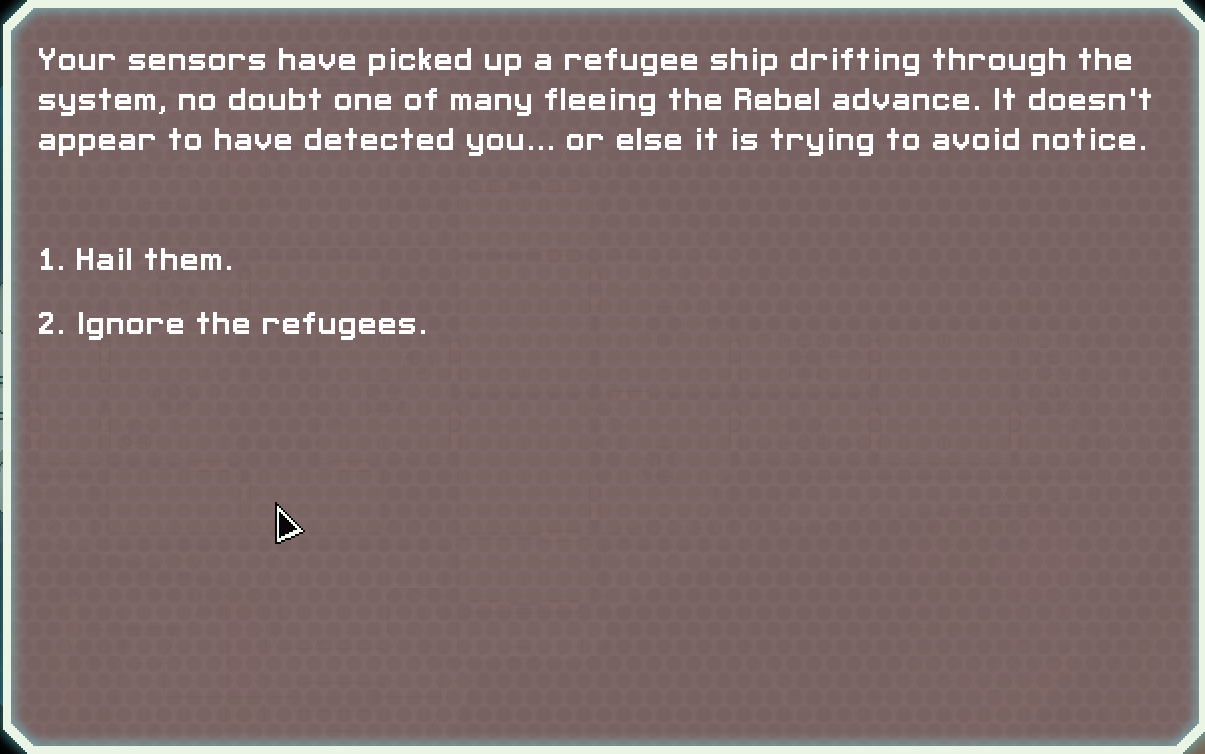 Your sensors have picked up a refugee ship drifting through the
system, no doubt one of many fleeing the Rebel advance. It doesn't
appear to have detected you... or else it is trying to avoid notice.
1. Hail them.
2. Ignore the refugees.